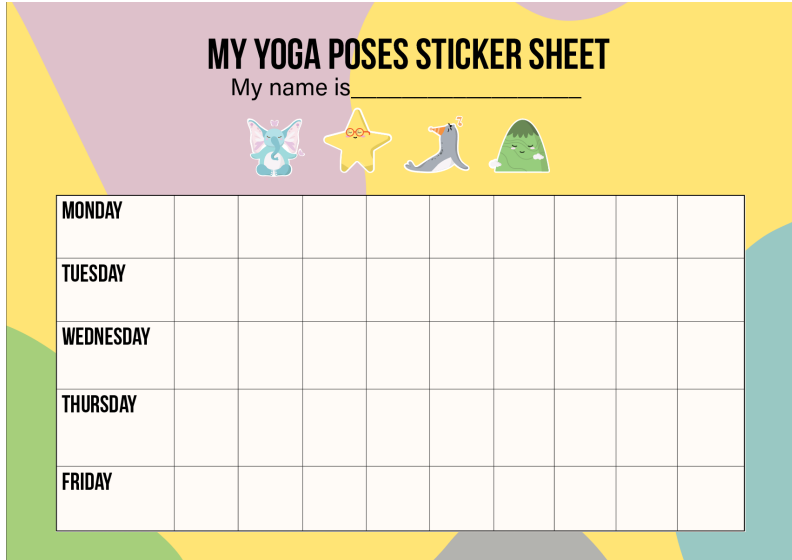 MY YOGA POSES STICKER SHEET
My name is___________________
MONDAY
TUESDAY
WEDNESDAY
THURSDAY
FRIDAY